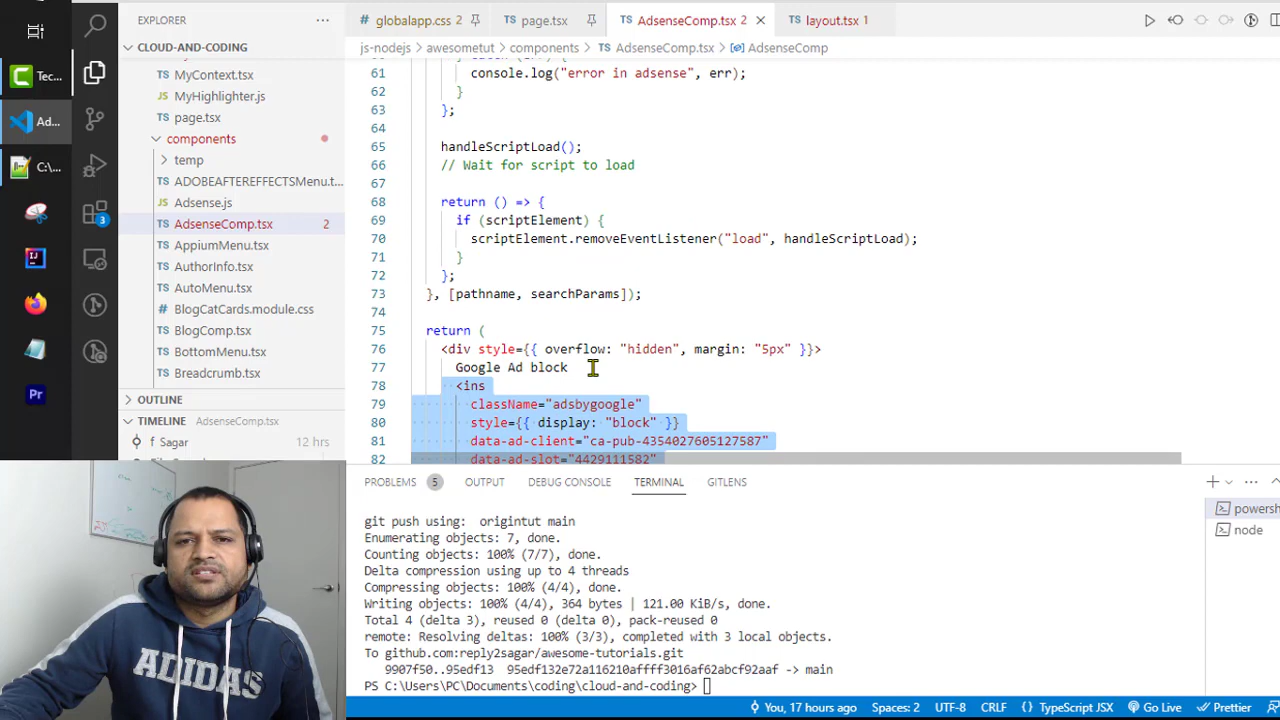 Tec...
Ad...
C:\...
Pr
3
EXPLORER
CLOUD-AND-CODING
MyContext.tsx
JS MyHighlighter.js
page.tsx
components
temp
ADOBEAFTEREFFECTSMenu.t...
Adsense.js
AdsenseComp.tsx 2
AppiumMenu.tsx
AuthorInfo.tsx
AutoMenu.tsx
# BlogCatCards.module.css
BlogComp.tsx
BottomMenu.tsx
Breadcrumb.tsx
OUTLINE
TIMELINE AdsenseComp.tsx
f Sagar 12 hrs
globalapp.css 2
page.tsx
AdsenseComp.tsx 2
layout.tsx 1
js-nodejs > awesometut > components > AdsenseComp.tsx > AdsenseComp
61 console.log("error in adsense", err);
62 }
63 };
64
65 handleScriptLoad();
66 // Wait for script to load
67
68 return () => {
69 if (scriptElement) {
70 scriptElement.removeEventListener("load", handleScriptLoad);
71 }
72 };
73 }, [pathname, searchParams]);
74
75 return (
76 <div style={{ overflow: "hidden", margin: "5px" }}>
77 Google Ad block
78 <ins
79 className="adsbygoogle"
80 style={{ display: "block" }}
81 data-ad-client="ca-pub-4354027605127587"
82 data-ad-slot="4429111582"
PROBLEMS 5 OUTPUT DEBUG CONSOLE TERMINAL GITLENS
git push using: origintut main
Enumerating objects: 7, done.
Counting objects: 100% (7/7), done.
Delta compression using up to 4 threads
Compressing objects: 100% (4/4), done.
Writing objects: 100% (4/4), 364 bytes | 121.00 KiB/s, done.
Total 4 (delta 3), reused 0 (delta 0), pack-reused 0
remote: Resolving deltas: 100% (3/3), completed with 3 local objects.
To github.com:reply2sagar/awesome-tutorials.git
9907f50..95edf13 95edf132e72a116210affff3016af62abcf92aaf -> main
PS C:\Users\PC\Documents\coding\cloud-and-coding>
powersh
node
ADIDAS
You, 17 hours ago Spaces: 2 UTF-8 CRLF {} TypeScript JSX Go Live Prettier